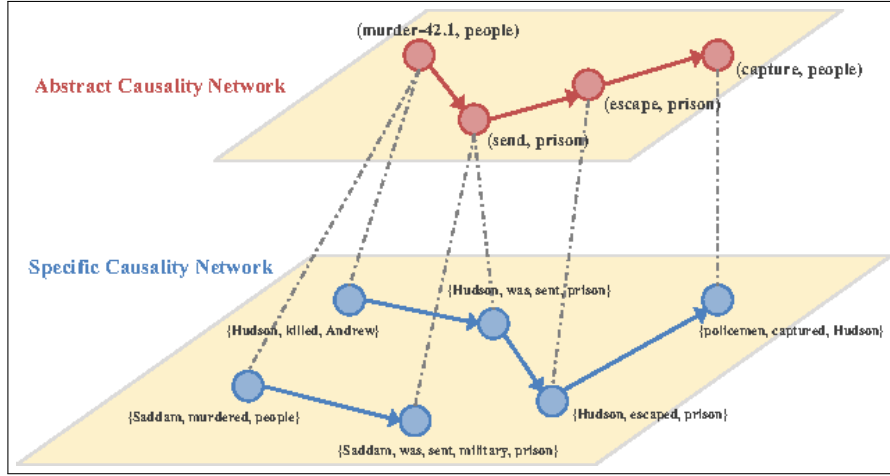 (murder-42.1, people)
Abstract Causality Network
(capture, people)
(escape, prison)
(send, prison)
Specific Causality Network
{Hudson, was, sent, prison}
{Hudson, killed, Andrew}
{policemen, captured, Hudson}
{Saddam, murdered, people}
{Hudson, escaped, prison}
{Saddam, was, sent, military, prison}